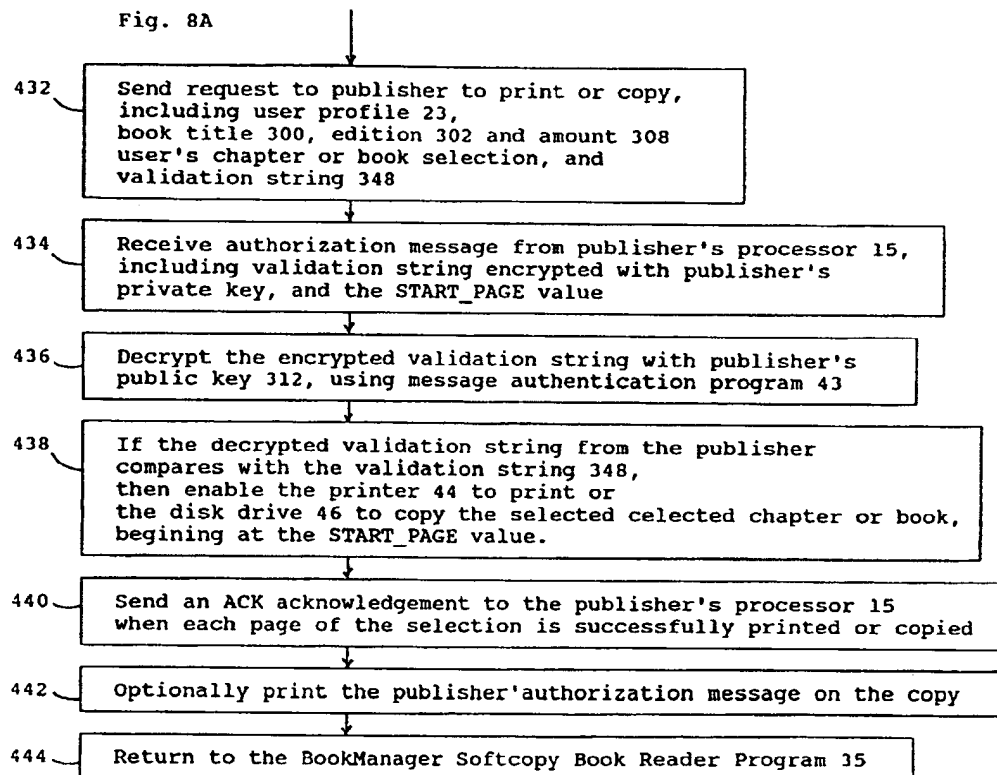 Fig. 8A
432
Send request to publisher to print or copy,
including user profile 23,
book title 300, edition 302 and amount 308
user's chapter or book selection, and
validation string 348
434
Receive authorization message from publisher's processor 15,
including validation string encrypted with publisher's
private key, and the START_PAGE value
436
Decrypt the encrypted validation string with publisher's
public key 312, using message authentication program 43
438
If the decrypted validation string from the publisher
compares with the validation string 348,
then enable the printer 44 to print or
the disk drive 46 to copy the selected celected chapter or book,
begining at the START_PAGE value.
440
Send an ACK acknowledgement to the publisher's processor 15
when each page of the selection is successfully printed or copied
442
Optionally print the publisher'authorization message on the copy
444
Return to the BookManager Softcopy Book Reader Program 35